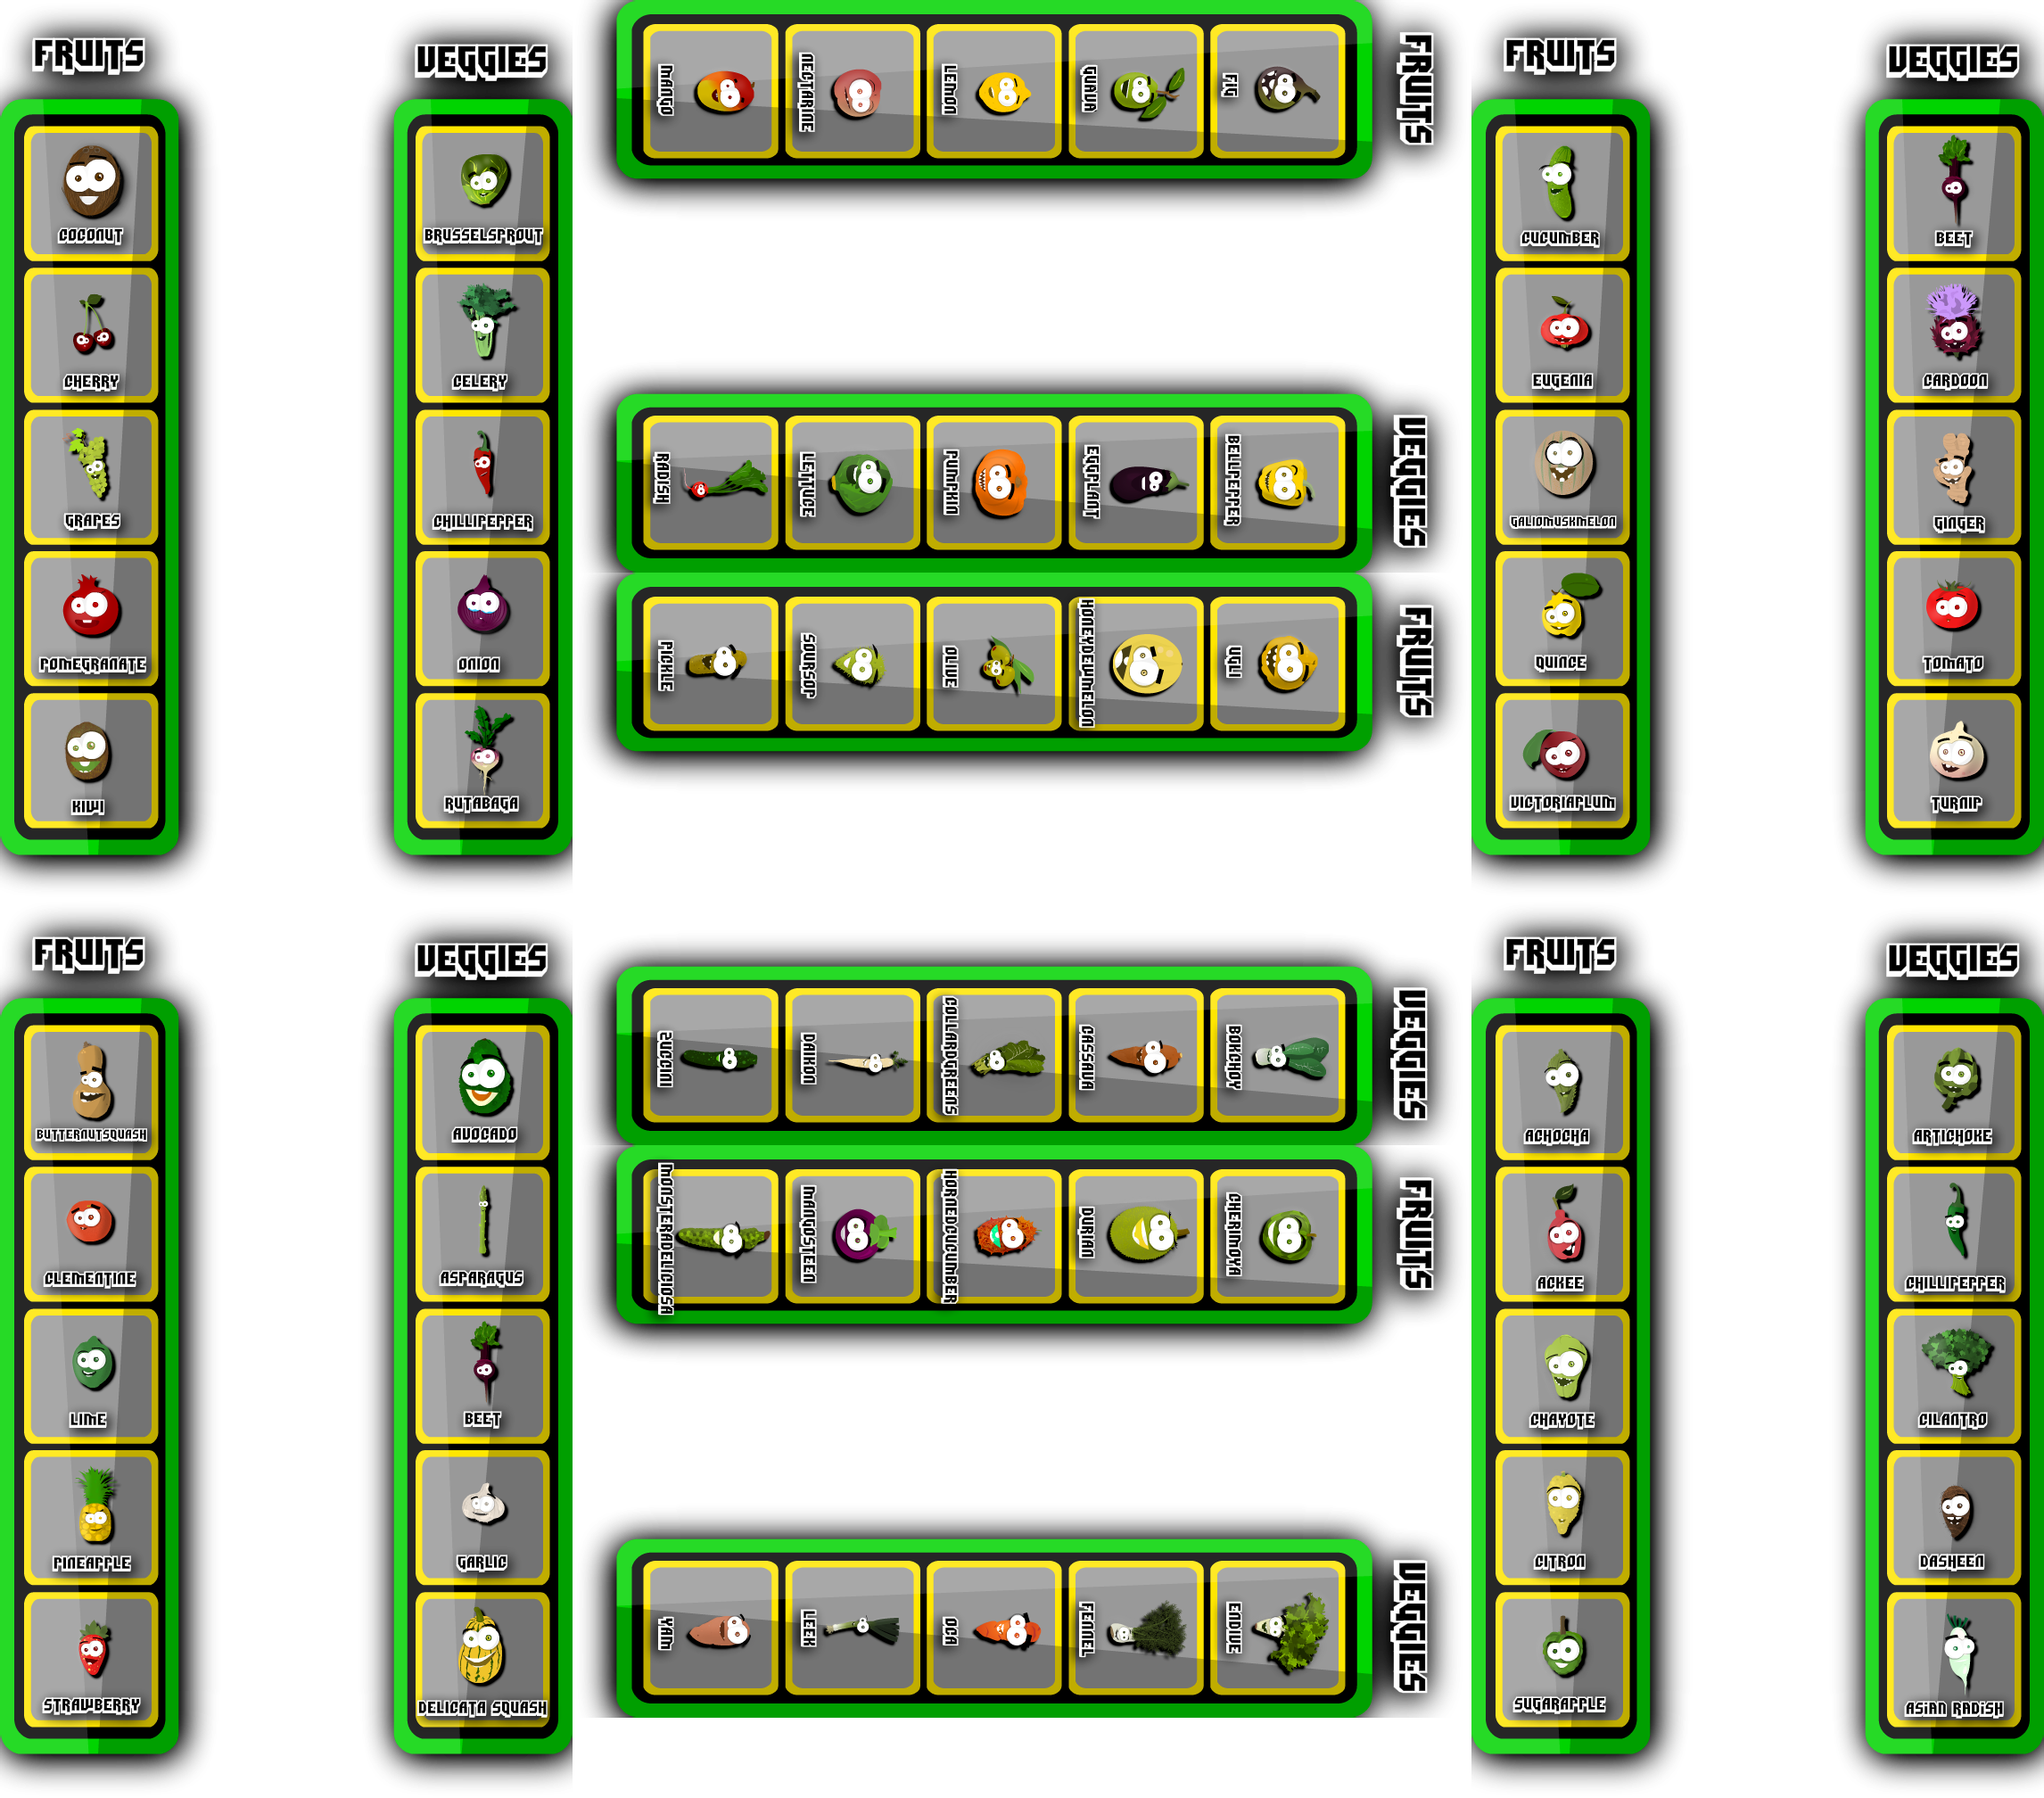 FRUITS
COCONUT
CHERRY
GRAPES
POMEGRANATE
KIWI
VEGGIES
BRUSSELSPROUT
CELERY
CHILLIPEPPER
ONION
RUTABAGA
FRUITS
FIG
GUAVA
LEMON
NECTARINE
MANGO
VEGGIES
BELLPEPPER
EGGPLANT
PUMPKIN
LETTUCE
RADISH
FRUITS
UGLI
HONEYDEWMELON
OLIVE
SOURSOP
PICKLE
FRUITS
CUCUMBER
EUGENIA
GALIOMUSKMELON
QUINCE
VICTORIAPLUM
VEGGIES
BEET
CARDOON
GINGER
TOMATO
TURNIP
FRUITS
BUTTERNUTSQUASH
CLEMENTINE
LIME
PINEAPPLE
STRAWBERRY
VEGGIES
AVOCADO
ASPARAGUS
BEET
GARLIC
DELICATA SQUASH
VEGGIES
BOKCHOY
CASSAVA
COLLARDGREENS
DAIKON
ZUCCINI
FRUITS
CHERIMOYA
DURIAN
HORNEDCUCUMBER
MANGOSTEEN
MONSTERADELICIOSA
VEGGIES
ENDIVE
FENNEL
OCA
LEEK
YAM
FRUITS
ACHOCHA
ACKEE
CHAYOTE
CITRON
SUGARAPPLE
VEGGIES
ARTICHOKE
CHILLIPEPPER
CILANTRO
DASHEEN
ASIAN RADISH